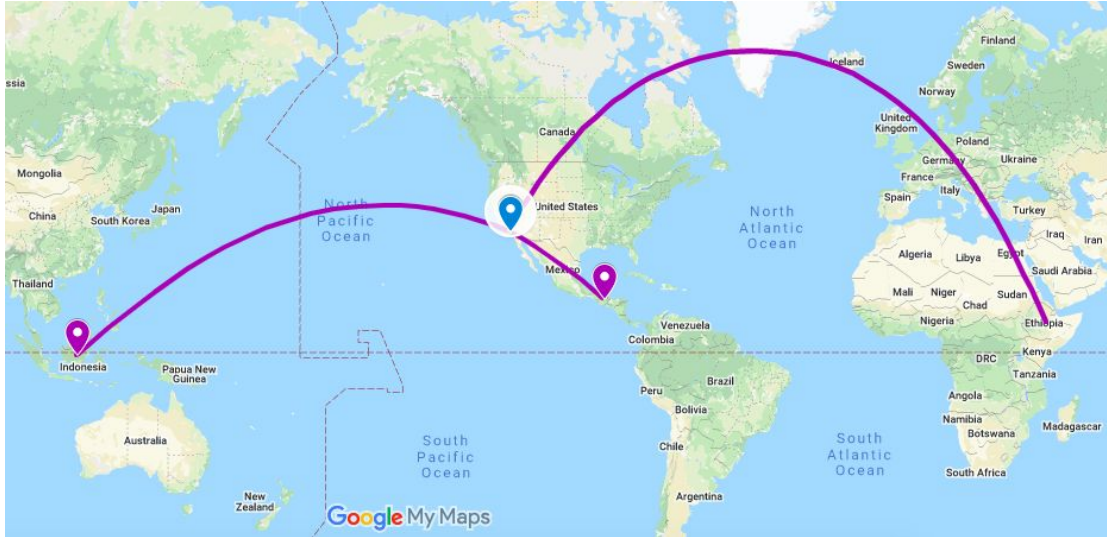 Finland
Iceland
Sweden
ssia
Norway
Canada
United
Kingdom
Poland
Germany
Ukraine
Mongolia
France
Italy
Spain
Turkey
Japan
South Korea
China
North
Pacific
Ocean
United States
North
Atlantic
Ocean
Iraq
Iran
Algeria
Libya
Egypt
Mexico
Saudi Arabia
Thailand
Mali
Niger
Chad
Sudan
Nigeria
Ethiopia
Venezuela
Colombia
Indonesia
Papua New
Guinea
DRC
Kenya
Tanzania
Peru
Brazil
Angola
Bolivia
Namibia
Botswana
Madagascar
Australia
Chile
South
Pacific
Ocean
South
Atlantic
Ocean
South Africa
New
Zealand
Argentina
Google My Maps